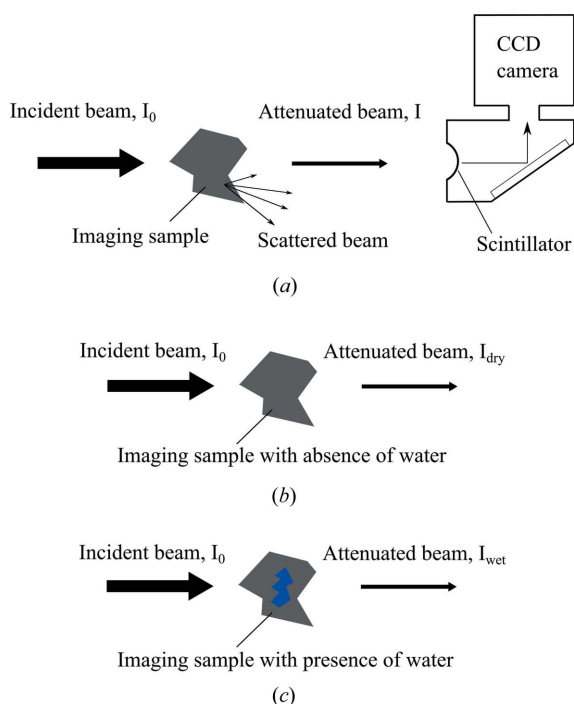 CCD
camera
Incident beam, I0
Attenuated beam, I
Imaging sample
Scattered beam
Scintillator
(a)
Incident beam, I0
Attenuated beam, Idry
Imaging sample with absence of water
(b)
Incident beam, I0
Attenuated beam, Iwet
Imaging sample with presence of water
(c)